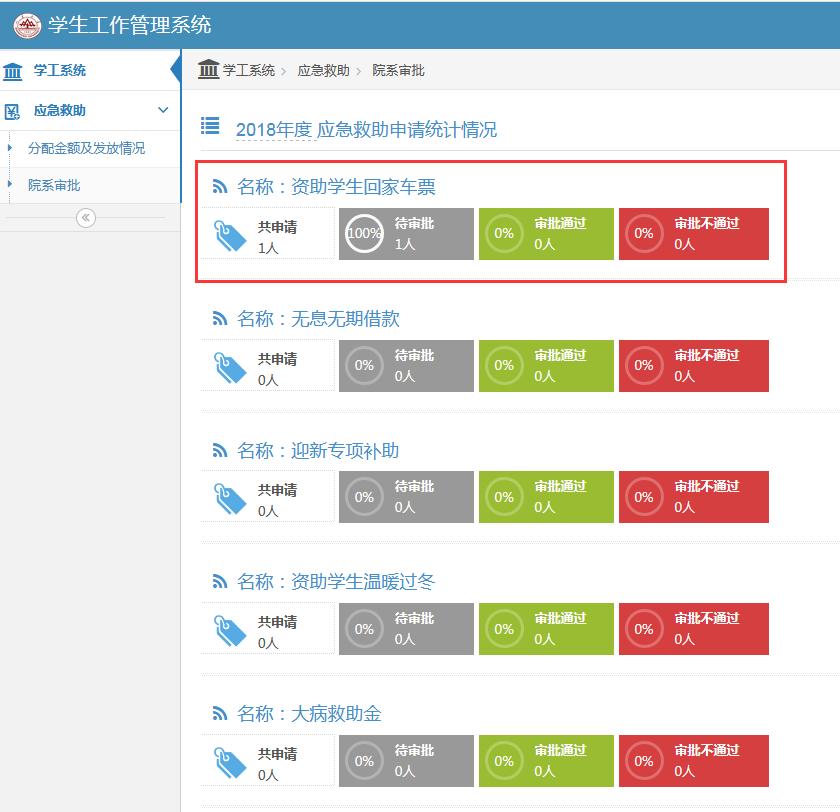 学生工作管理系统
学工系统
应急救助
分配金额及发放情况
院系审批
学工系统 应急救助 院系审批
2018年度 应急救助申请统计情况
名称：资助学生回家车票
共申请
1人
100%
待审批
1人
0%
审批通过
0人
0%
审批不通过
0人
名称：无息无期借款
共申请
0人
0%
待审批
0人
0%
审批通过
0人
0%
审批不通过
0人
名称：迎新专项补助
共申请
0人
0%
待审批
0人
0%
审批通过
0人
0%
审批不通过
0人
名称：资助学生温暖过冬
共申请
0人
0%
待审批
0人
0%
审批通过
0人
0%
审批不通过
0人
名称：大病救助金
共申请
0人
0%
待审批
0人
0%
审批通过
0人
0%
审批不通过
0人